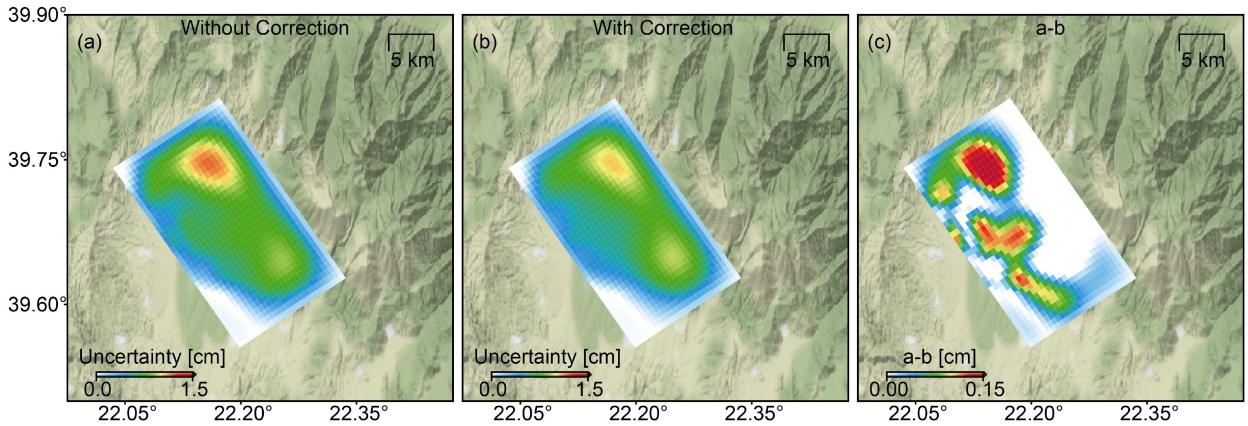 39.90°
39.75°
39.60°
(a)
Without Correction
5 km
Uncertainty [cm]
0.0 1.5
22.05° 22.20° 22.35°
(b)
With Correction
5 km
Uncertainty [cm]
0.0 1.5
22.05° 22.20° 22.35°
(c)
a-b
5 km
a-b [cm]
0.00 0.15
22.05° 22.20° 22.35°